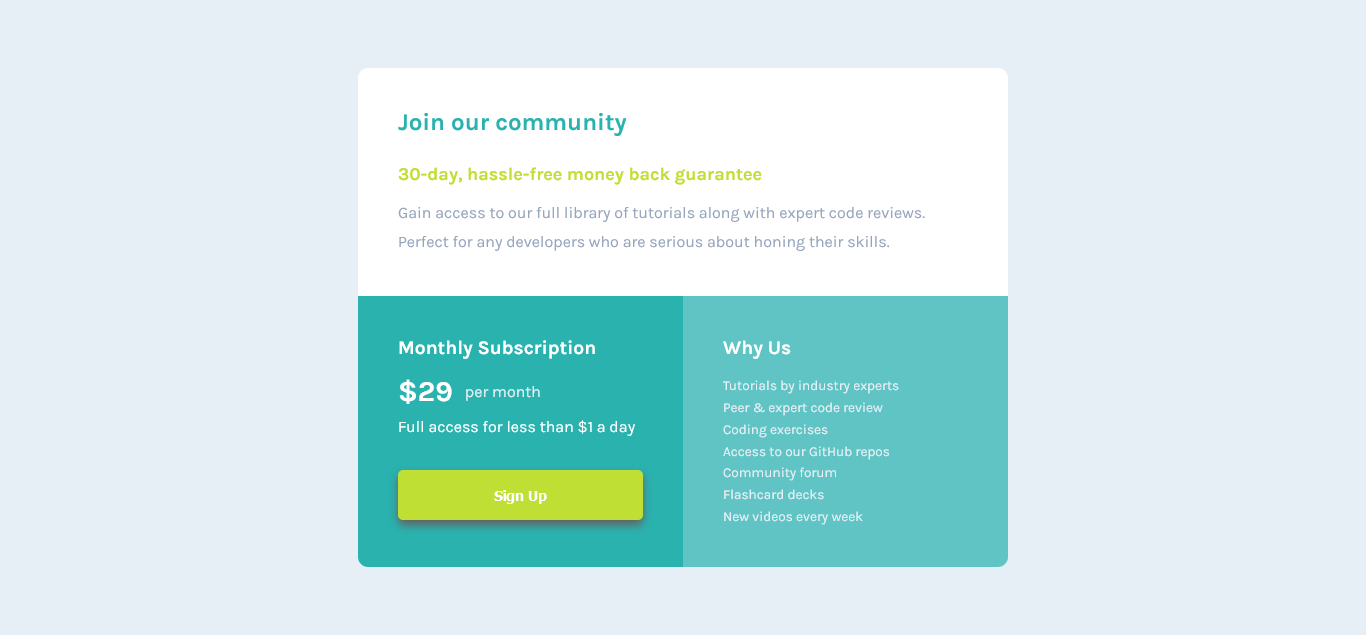 Join our community
30-day, hassle-free money back guarantee
Gain access to our full library of tutorials along with expert code reviews.
Perfect for any developers who are serious about honing their skills.
Monthly Subscription
$29 per month
Full access for less than $1 a day
Sign Up
Why Us
Tutorials by industry experts
Peer & expert code review
Coding exercises
Access to our GitHub repos
Community forum
Flashcard decks
New videos every week